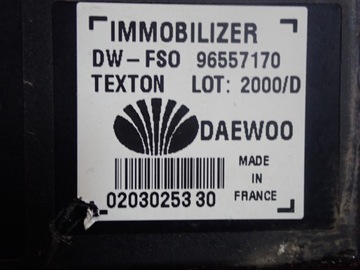 IMMOBILIZER
DW-FSO 96557170
TEXTON LOT: 2000/D
DAEWOO
MADE
IN
FRANCE
02030253 30